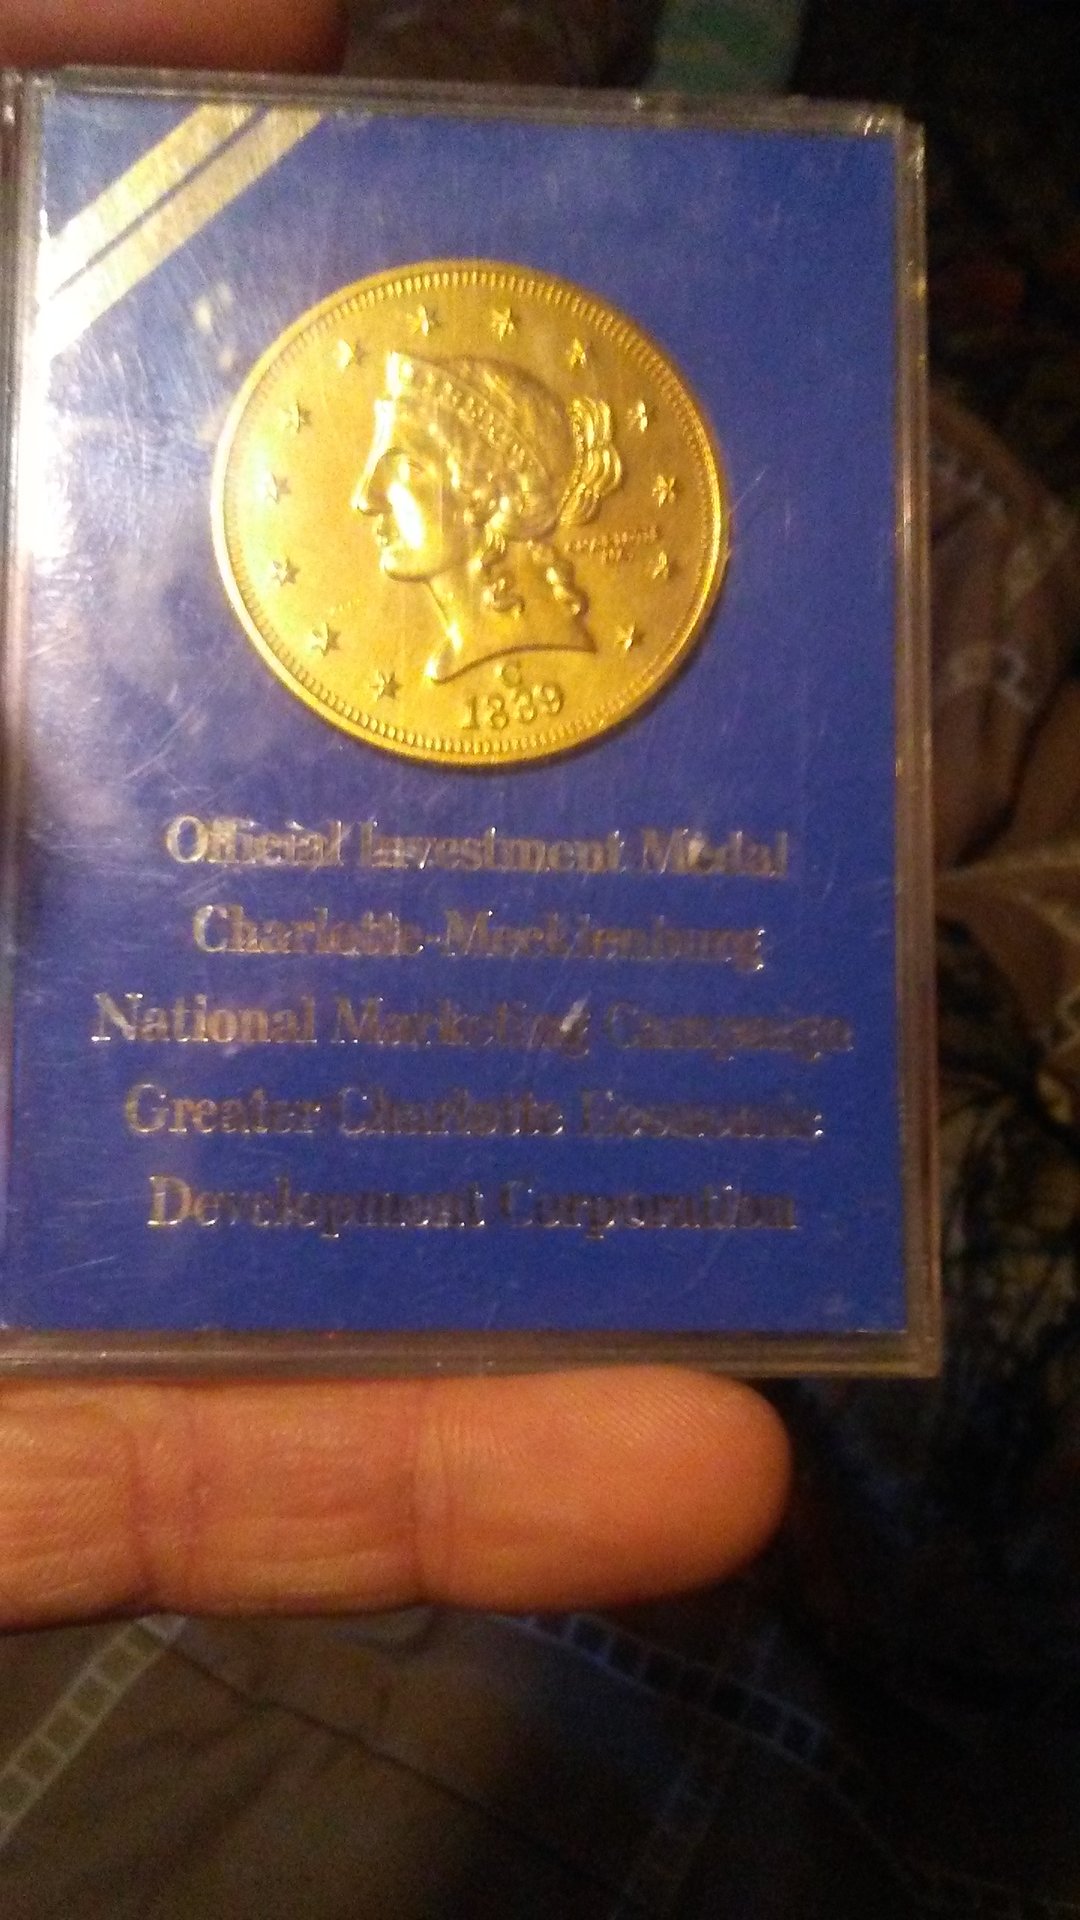 C
1839
Official Investment Medal
Charlotte-Mecklenburg
National Marketing Campaign
Greater Charlotte Economic
Development Corporation